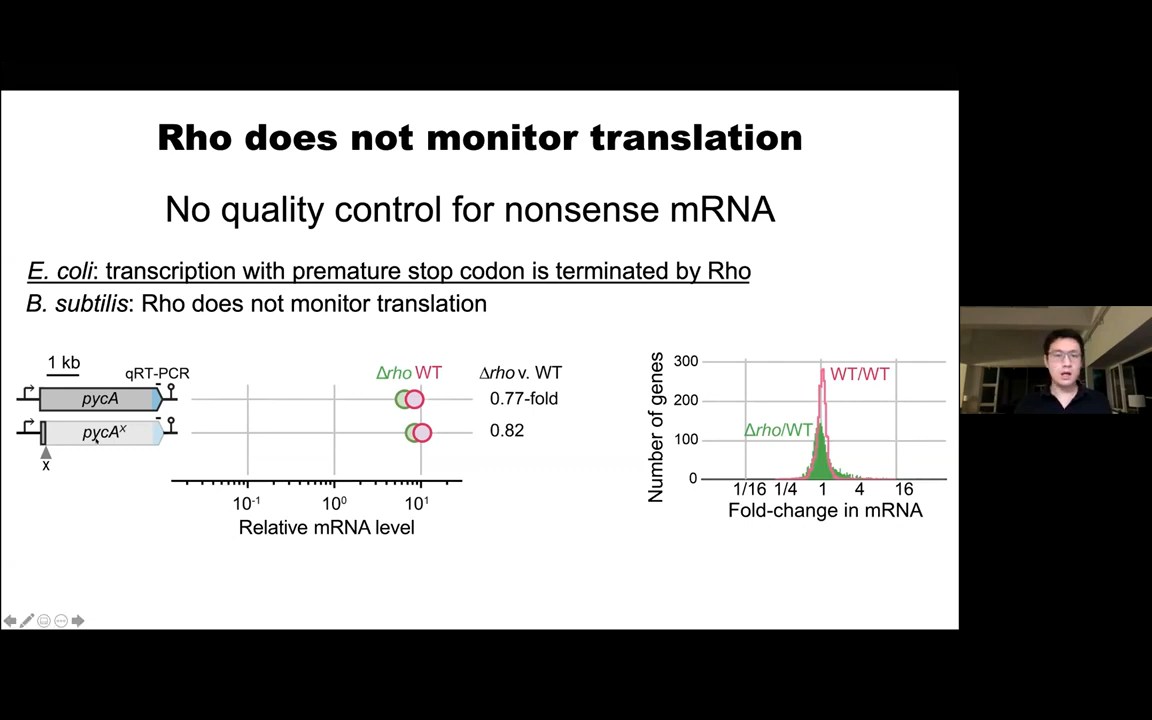 Rho does not monitor translation
No quality control for nonsense mRNA
E. coli: transcription with premature stop codon is terminated by Rho
B. subtilis: Rho does not monitor translation
1 kb
qRT-PCR
pycA
pycAˣ
x
Δrho WT
Δrho v. WT
0.77-fold
0.82
10⁻¹ 10⁰ 10¹
Relative mRNA level
Number of genes
300
200
100
0
WT/WT
Δrho/WT
1/16 1/4 1 4 16
Fold-change in mRNA